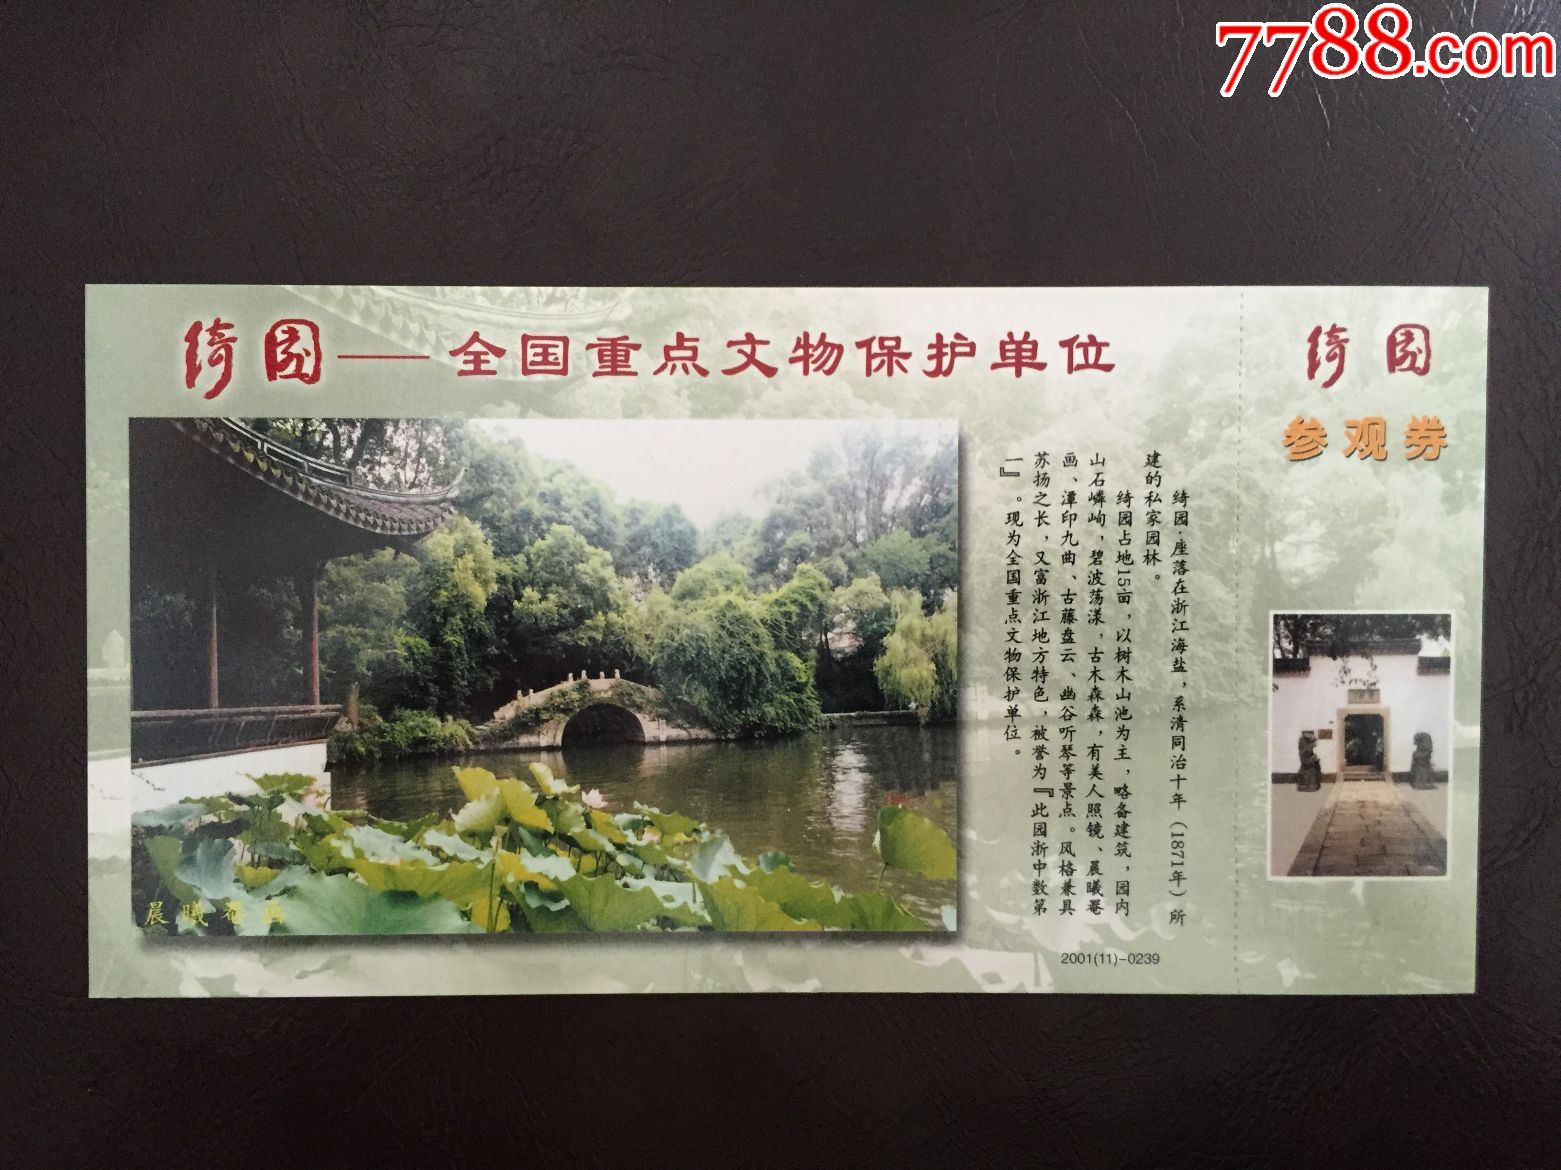 7788.com
绮园——全国重点文物保护单位
绮园
参观券
绮园·座落在浙江海盐，系清同治十年（1871年）所
建的私家园林。
绮园占地15亩，以树木山池为主，略备建筑，园内
山石嶙峋，碧波荡漾，古木森森，有美人照镜、晨曦罨
画、潭印九曲、古藤盘云、幽谷听琴等景点。风格兼具
苏扬之长，又富浙江地方特色，被誉为『此园浙中数第
一』。现为全国重点文物保护单位。
晨曦罨画
2001(11)-0239